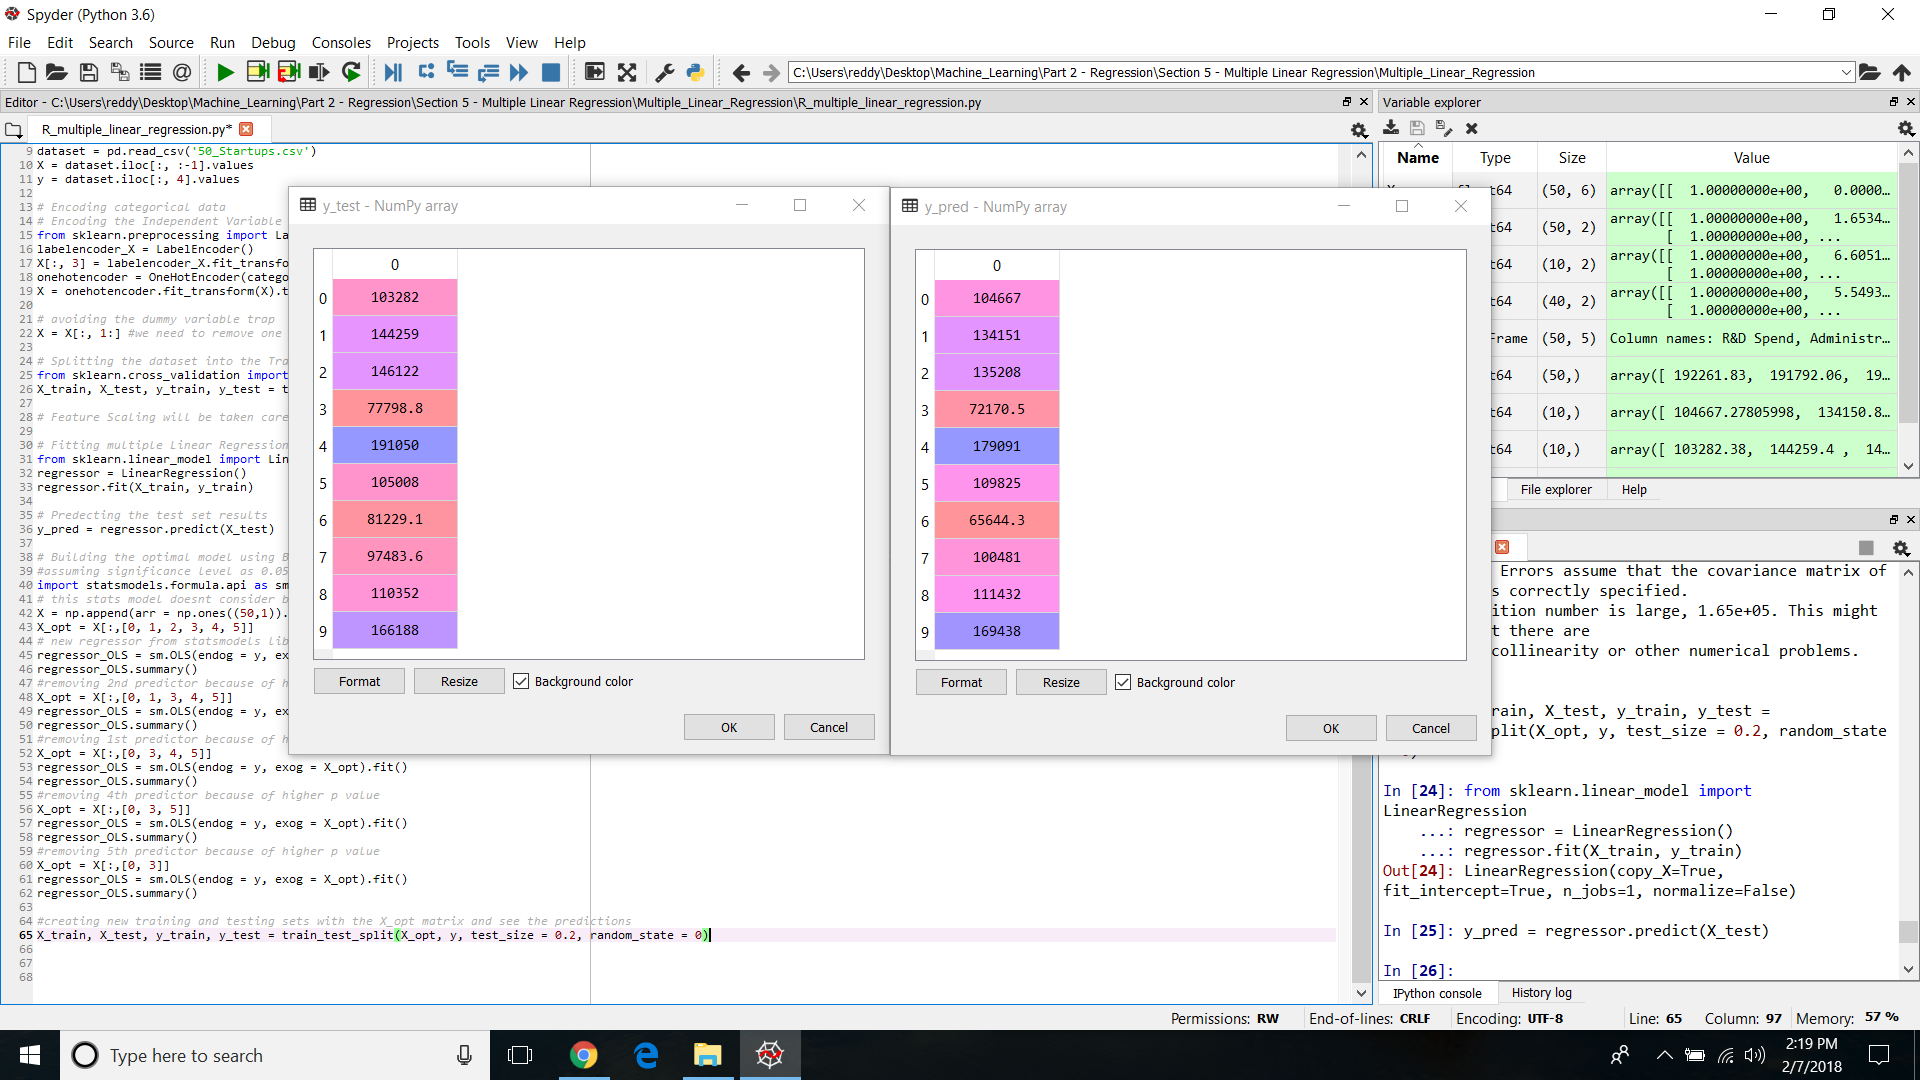 Spyder (Python 3.6)
File Edit Search Source Run Debug Consoles Projects Tools View Help
C:\Users\reddy\Desktop\Machine_Learning\Part 2 - Regression\Section 5 - Multiple Linear Regression\Multiple_Linear_Regression
Editor - C:\Users\reddy\Desktop\Machine_Learning\Part 2 - Regression\Section 5 - Multiple Linear Regression\Multiple_Linear_Regression\R_multiple_linear_regression.py
R_multiple_linear_regression.py*
9 dataset = pd.read_csv('50_Startups.csv')
10 X = dataset.iloc[:, :-1].values
11 y = dataset.iloc[:, 4].values
12
13 # Encoding categorical data
14 # Encoding the Independent Variable
15 from sklearn.preprocessing import La
16 labelencoder_X = LabelEncoder()
17 X[:, 3] = labelencoder_X.fit_transfo
18 onehotencoder = OneHotEncoder(catego
19 X = onehotencoder.fit_transform(X).t
20
21 # avoiding the dummy variable trap
22 X = X[:, 1:] #we need to remove one
23
24 # Splitting the dataset into the Tra
25 from sklearn.cross_validation import
26 X_train, X_test, y_train, y_test = t
27
28 # Feature Scaling will be taken care
29
30 # Fitting multiple Linear Regression
31 from sklearn.linear_model import Lin
32 regressor = LinearRegression()
33 regressor.fit(X_train, y_train)
34
35 # Predecting the test set results
36 y_pred = regressor.predict(X_test)
37
38 # Building the optimal model using B
39 #assuming significance level as 0.05
40 import statsmodels.formula.api as sm
41 # this stats model doesnt consider b
42 X = np.append(arr = np.ones((50,1)).
43 X_opt = X[:,[0, 1, 2, 3, 4, 5]]
44 # new regressor from statsmodels lib
45 regressor_OLS = sm.OLS(endog = y, ex
46 regressor_OLS.summary()
47 #removing 2nd predictor because of h
48 X_opt = X[:,[0, 1, 3, 4, 5]]
49 regressor_OLS = sm.OLS(endog = y, ex
50 regressor_OLS.summary()
51 #removing 1st predictor because of h
52 X_opt = X[:,[0, 3, 4, 5]]
53 regressor_OLS = sm.OLS(endog = y, exog = X_opt).fit()
54 regressor_OLS.summary()
55 #removing 4th predictor because of higher p value
56 X_opt = X[:,[0, 3, 5]]
57 regressor_OLS = sm.OLS(endog = y, exog = X_opt).fit()
58 regressor_OLS.summary()
59 #removing 5th predictor because of higher p value
60 X_opt = X[:,[0, 3]]
61 regressor_OLS = sm.OLS(endog = y, exog = X_opt).fit()
62 regressor_OLS.summary()
63
64 #creating new training and testing sets with the X_opt matrix and see the predictions
65 X_train, X_test, y_train, y_test = train_test_split(X_opt, y, test_size = 0.2, random_state = 0)
66
67
68
y_test - NumPy array
0
0 103282
1 144259
2 146122
3 77798.8
4 191050
5 105008
6 81229.1
7 97483.6
8 110352
9 166188
Format Resize Background color
OK Cancel
y_pred - NumPy array
0
0 104667
1 134151
2 135208
3 72170.5
4 179091
5 109825
6 65644.3
7 100481
8 111432
9 169438
Format Resize Background color
OK Cancel
Variable explorer
Name Type Size Value
t64 (50, 6) array([[ 1.00000000e+00, 0.0000...
t64 (50, 2) array([[ 1.00000000e+00, 1.6534...
[ 1.00000000e+00, ...
t64 (10, 2) array([[ 1.00000000e+00, 6.6051...
[ 1.00000000e+00, ...
t64 (40, 2) array([[ 1.00000000e+00, 5.5493...
[ 1.00000000e+00, ...
Frame (50, 5) Column names: R&D Spend, Administr...
t64 (50,) array([ 192261.83, 191792.06, 19...
t64 (10,) array([ 104667.27805998, 134150.8...
t64 (10,) array([ 103282.38, 144259.4 , 14...
File explorer Help
Errors assume that the covariance matrix of
s correctly specified.
ition number is large, 1.65e+05. This might
t there are
collinearity or other numerical problems.
rain, X_test, y_train, y_test =
plit(X_opt, y, test_size = 0.2, random_state
In [24]: from sklearn.linear_model import
LinearRegression
...: regressor = LinearRegression()
...: regressor.fit(X_train, y_train)
Out[24]: LinearRegression(copy_X=True,
fit_intercept=True, n_jobs=1, normalize=False)
In [25]: y_pred = regressor.predict(X_test)
In [26]:
IPython console History log
Permissions: RW End-of-lines: CRLF Encoding: UTF-8 Line: 65 Column: 97 Memory: 57 %
Type here to search
2:19 PM
2/7/2018